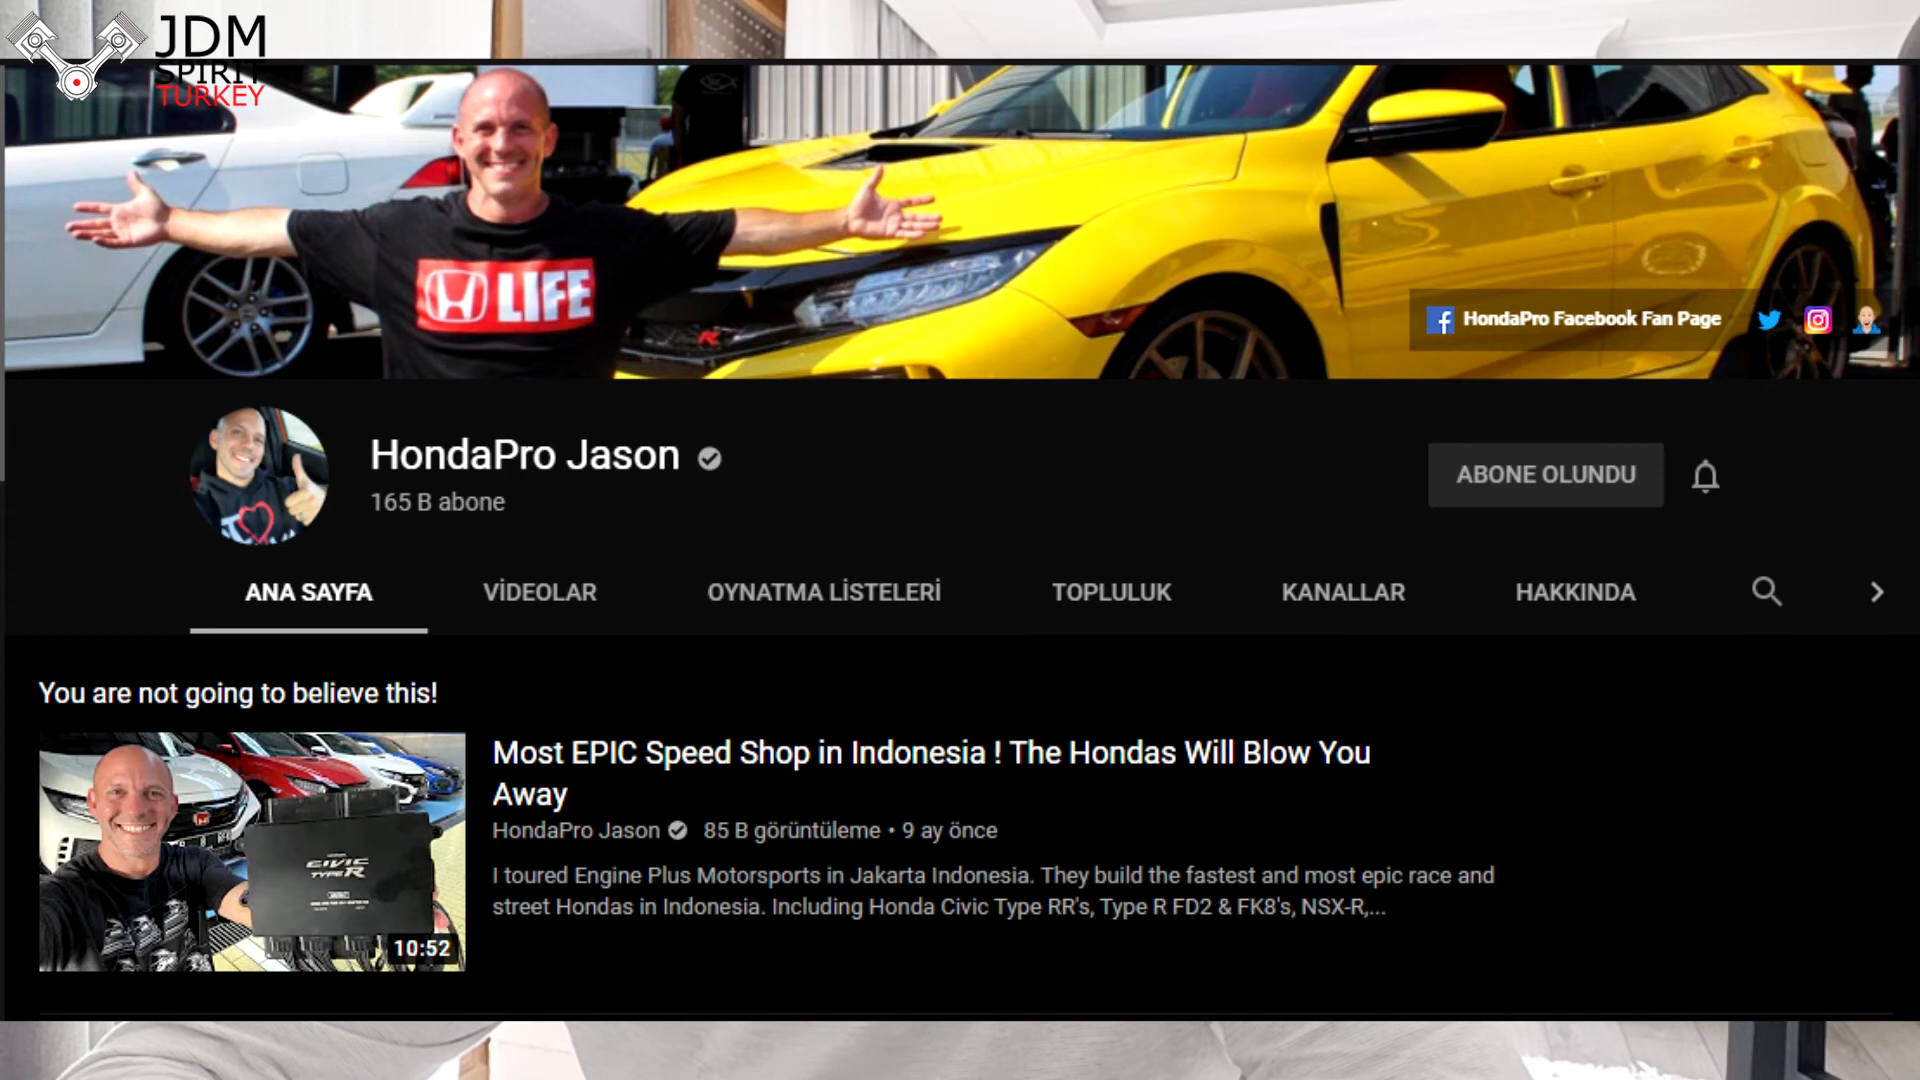 JDM
SPIRIT
TURKEY
H LIFE
R
HondaPro Facebook Fan Page
HondaPro Jason
165 B abone
ABONE OLUNDU
ANA SAYFA
VİDEOLAR
OYNATMA LİSTELERİ
TOPLULUK
KANALLAR
HAKKINDA
You are not going to believe this!
CIVIC
TYPE R
10:52
Most EPIC Speed Shop in Indonesia ! The Hondas Will Blow You
Away
HondaPro Jason 85 B görüntüleme • 9 ay önce
I toured Engine Plus Motorsports in Jakarta Indonesia. They build the fastest and most epic race and
street Hondas in Indonesia. Including Honda Civic Type RR's, Type R FD2 & FK8's, NSX-R,...